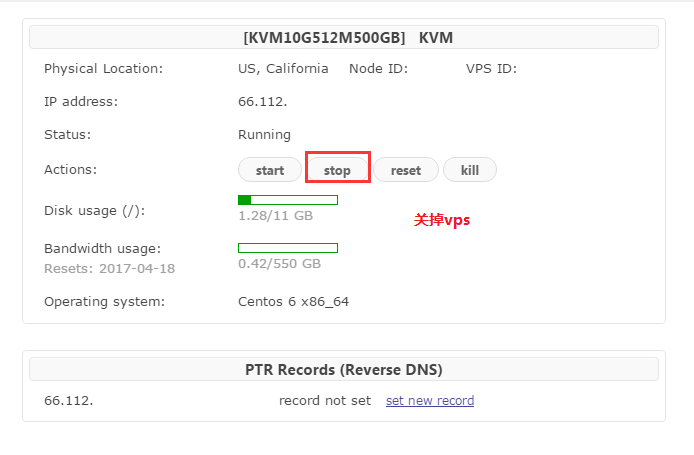 [KVM10G512M500GB] KVM
Physical Location: US, California Node ID: VPS ID:
IP address: 66.112.
Status: Running
Actions: start stop reset kill
Disk usage (/): 1.28/11 GB
关掉vps
Bandwidth usage:
Resets: 2017-04-18 0.42/550 GB
Operating system: Centos 6 x86_64
PTR Records (Reverse DNS)
66.112. record not set set new record